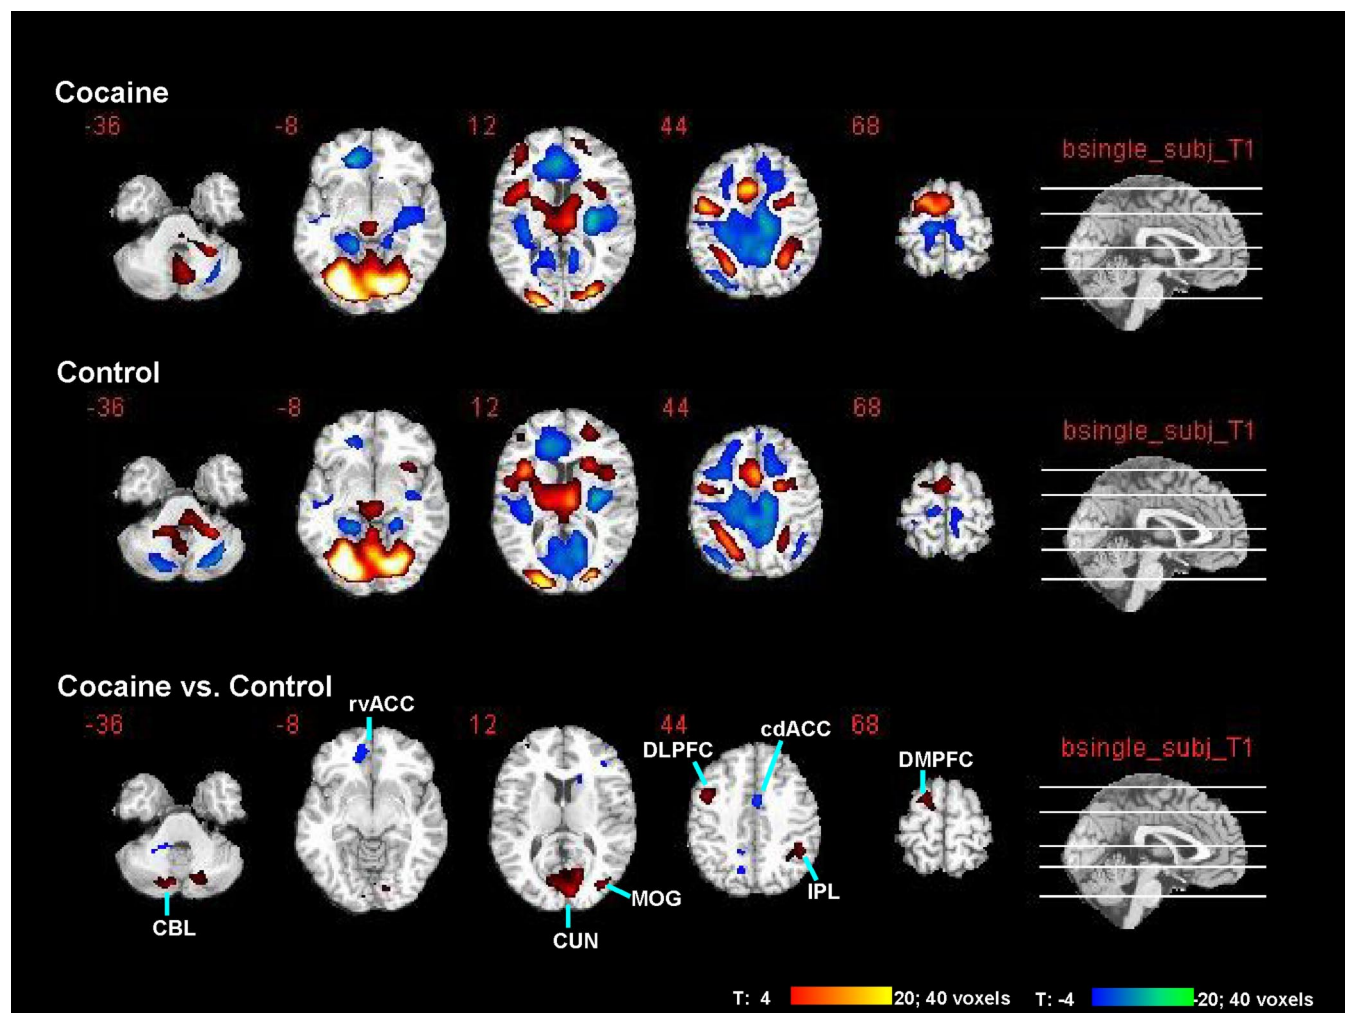 Cocaine
-36 -8 12 44 68 bsingle_subj_T1
Control
-36 -8 12 44 68 bsingle_subj_T1
Cocaine vs. Control
rvACC
-36 -8 12 44 68 bsingle_subj_T1
DLPFC cdACC DMPFC
CBL CUN MOG IPL
T: 4 20; 40 voxels T: -4 -20; 40 voxels